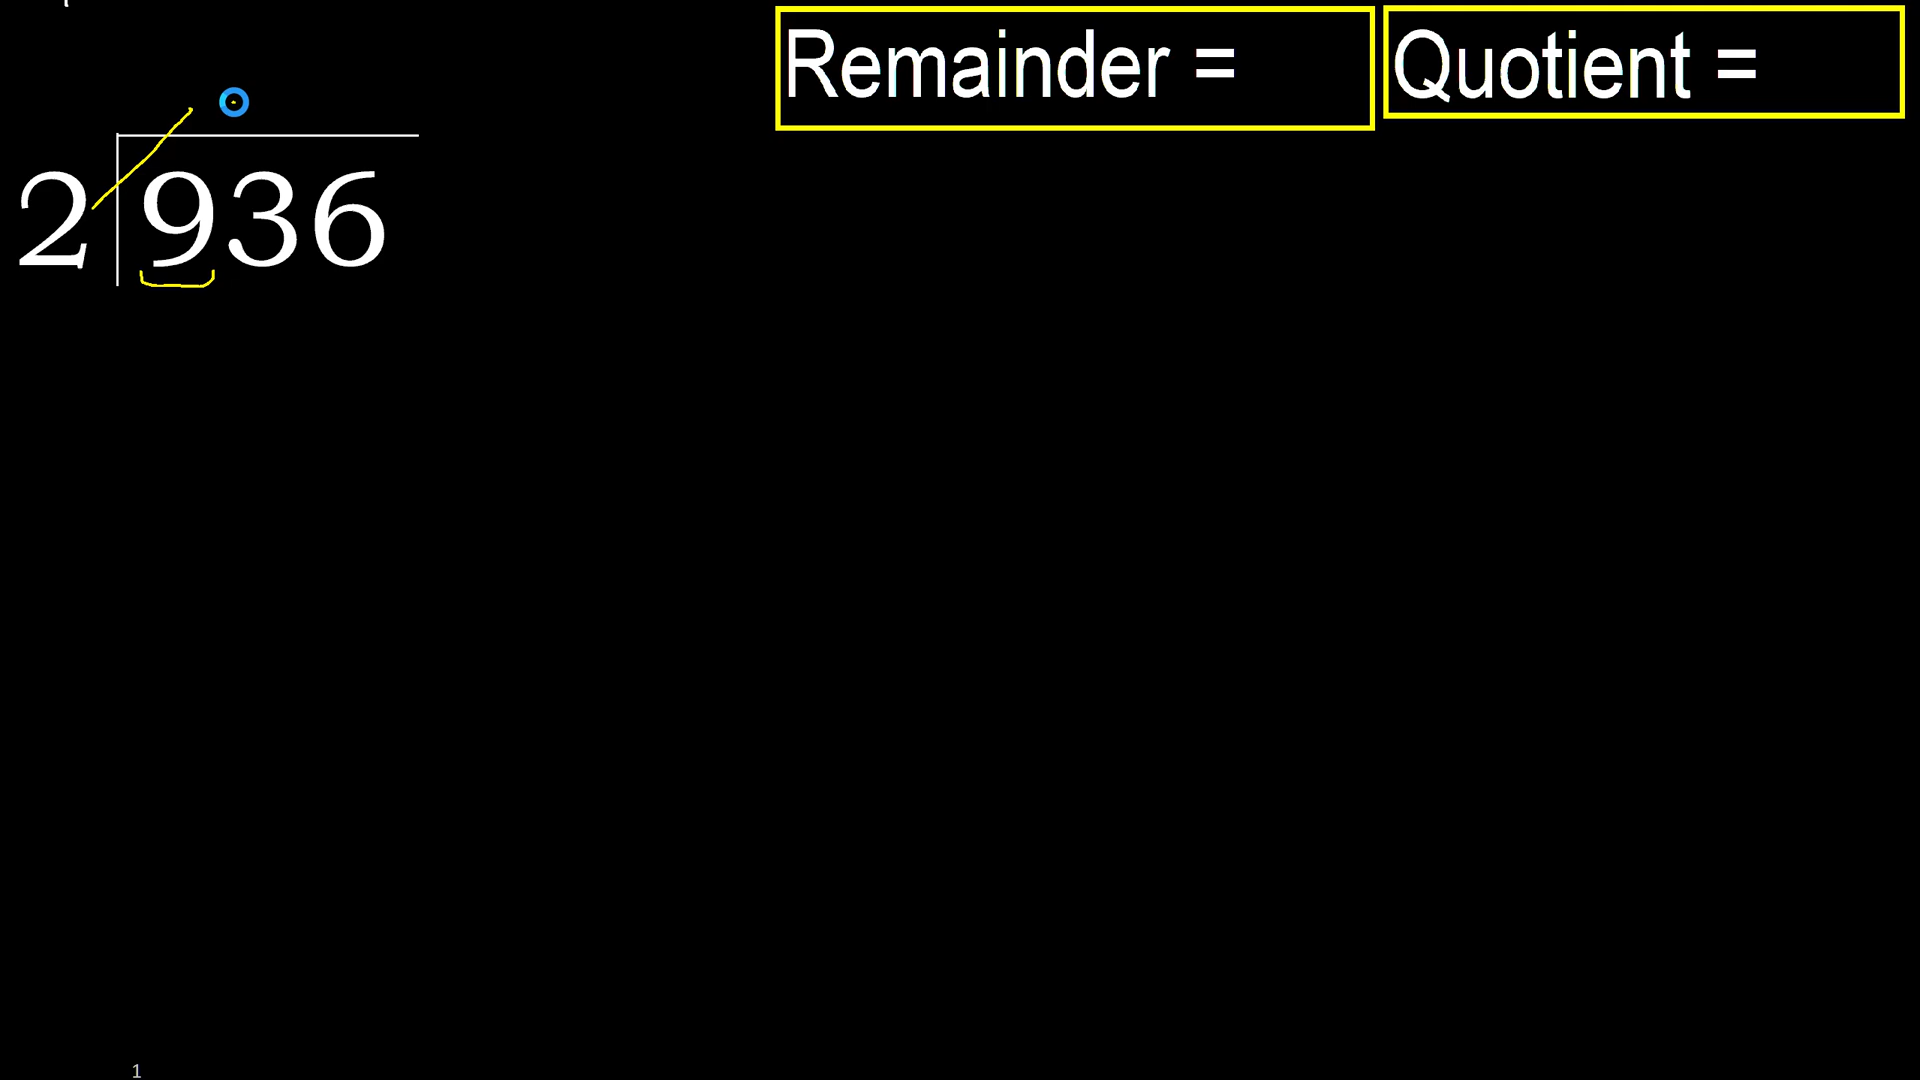 Remainder =
Quotient =
2 936
1